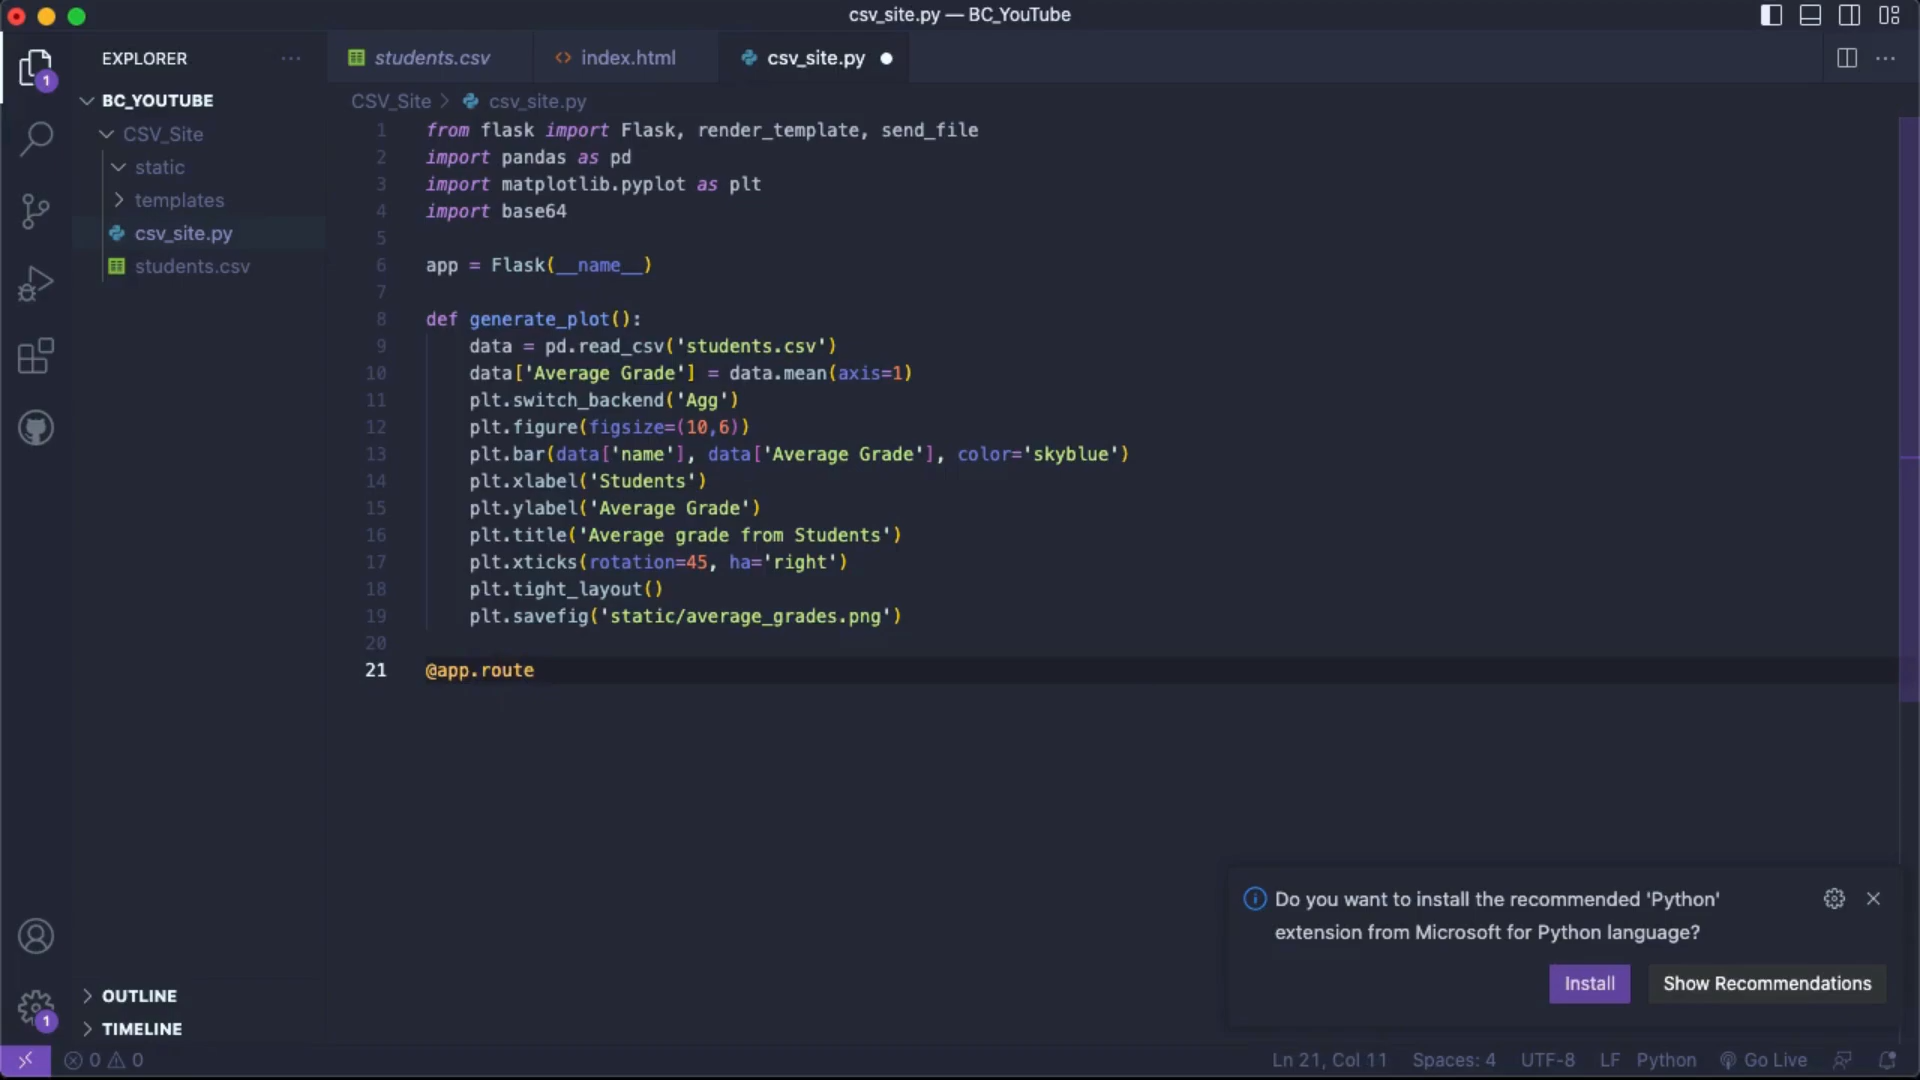 csv_site.py — BC_YouTube
EXPLORER
students.csv
index.html
csv_site.py
1
BC_YOUTUBE
CSV_Site
static
templates
csv_site.py
students.csv
CSV_Site > csv_site.py
1 from flask import Flask, render_template, send_file
2 import pandas as pd
3 import matplotlib.pyplot as plt
4 import base64
5
6 app = Flask(__name__)
7
8 def generate_plot():
9 data = pd.read_csv('students.csv')
10 data['Average Grade'] = data.mean(axis=1)
11 plt.switch_backend('Agg')
12 plt.figure(figsize=(10,6))
13 plt.bar(data['name'], data['Average Grade'], color='skyblue')
14 plt.xlabel('Students')
15 plt.ylabel('Average Grade')
16 plt.title('Average grade from Students')
17 plt.xticks(rotation=45, ha='right')
18 plt.tight_layout()
19 plt.savefig('static/average_grades.png')
20
21 @app.route
Do you want to install the recommended 'Python'
extension from Microsoft for Python language?
Install
Show Recommendations
OUTLINE
TIMELINE
1
0 0
Ln 21, Col 11 Spaces: 4 UTF-8 LF Python Go Live